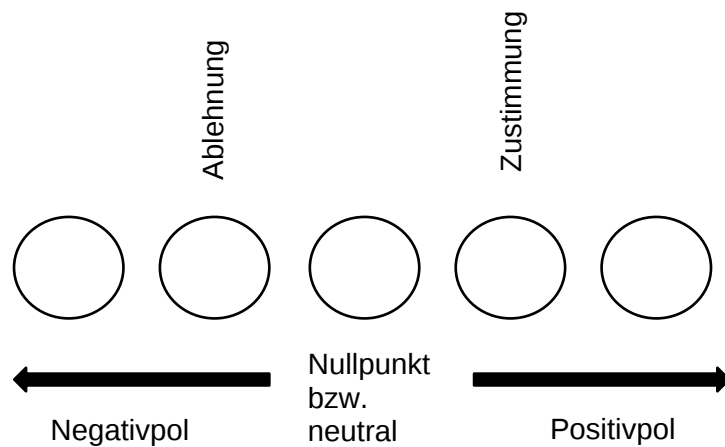 Ablehnung
Zustimmung
Nullpunkt
bzw.
neutral
Negativpol
Positivpol